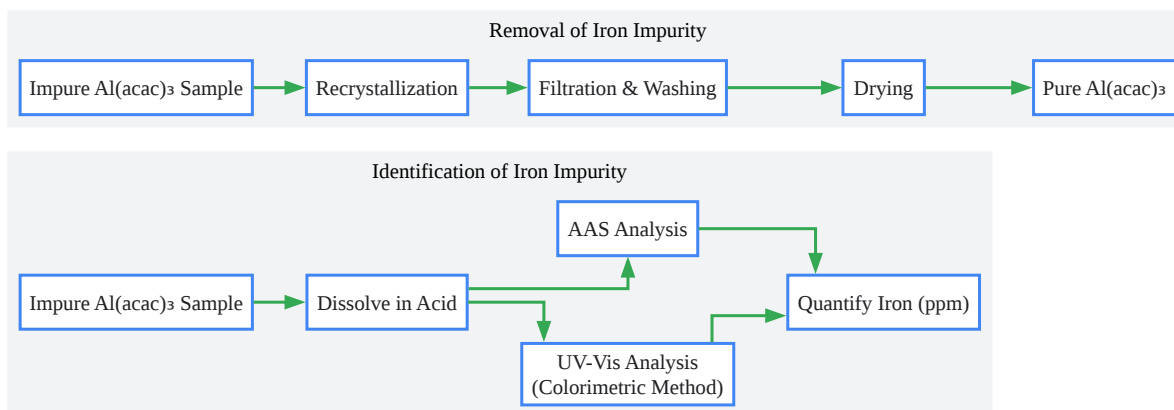 Removal of Iron Impurity
Impure Al(acac)₃ Sample
Recrystallization
Filtration & Washing
Drying
Pure Al(acac)₃
Identification of Iron Impurity
AAS Analysis
Impure Al(acac)₃ Sample
Dissolve in Acid
Quantify Iron (ppm)
UV-Vis Analysis
(Colorimetric Method)